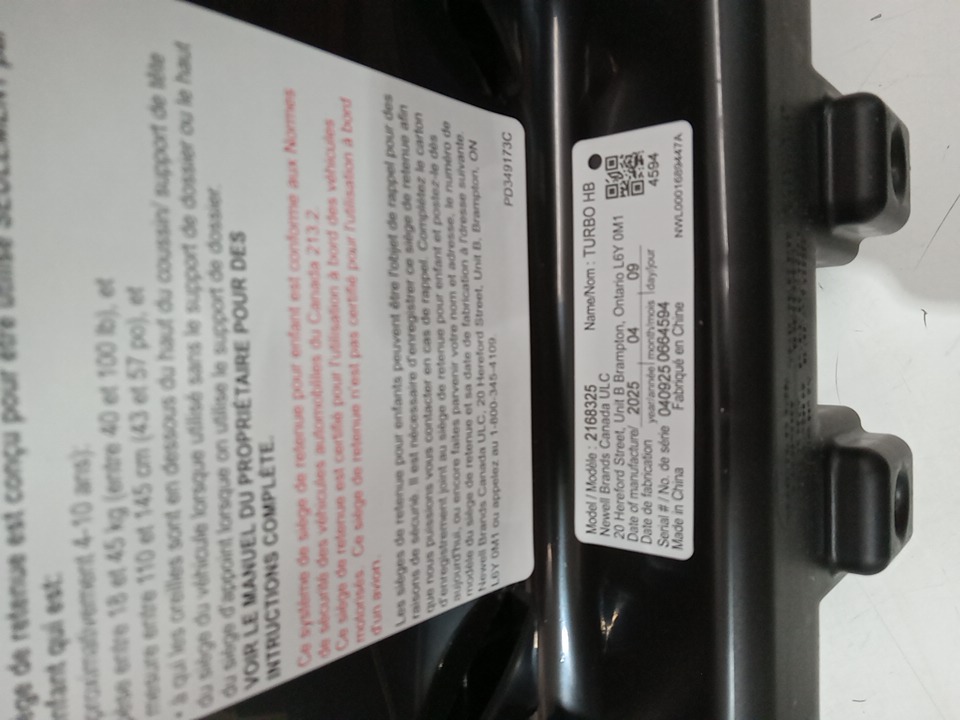 ège de retenue est conçu pour être utilisé SEULEMENT par
enfant qui est:
proximativement 4-10 ans);
pèse entre 18 et 45 kg (entre 40 et 100 lb), et
mesure entre 110 et 145 cm (43 et 57 po), et
• à qui les oreilles sont en dessous du haut du coussin/ support de tête
du siège du véhicule lorsqu'on utilise sans le support de dossier ou le haut
du siège d'appoint lorsque on utilise le support de dossier.
VOIR LE MANUEL DU PROPRIÉTAIRE POUR DES
INTRUCTIONS COMPLÈTE.
Ce système de siège de retenue pour enfant est conforme aux Normes
de sécurité des véhicules automobiles du Canada 213.2.
Ce siège de retenue est certifié pour l'utilisation à bord des véhicules
motorisés. Ce siège de retenue n'est pas certifié pour l'utilisation à bord
d'un avion.
Les sièges de retenue pour enfants peuvent être l'objet de rappel pour des
raisons de sécurité. Il est nécessaire d'enregistrer ce siège de retenue afin
que nous puissions vous contacter en cas de rappel. Complétez le carton
d'enregistrement joint au siège de retenue pour enfant et postez-le dès
aujourd'hui, ou encore faites parvenir votre nom et adresse, le numéro de
modèle du siège de retenue et sa date de fabrication à l'dresse suivante.
Newell Brands Canada ULC, 20 Hereford Street, Unit B, Brampton, ON
L6Y 0M1 ou appelez au 1-800-345-4109.
PD349173C
Model / Modèle : 2168325 Name/Nom : TURBO HB
Newell Brands Canada ULC
20 Hereford Street, Unit B Brampton, Ontario L6Y 0M1
Date of manufacture/ 2025 04 09
Date de fabrication year/année month/mois day/jour
Serial # / No. de série 040925 0664594
Made in China Fabriqué en Chine
4594
NWL0001689447A